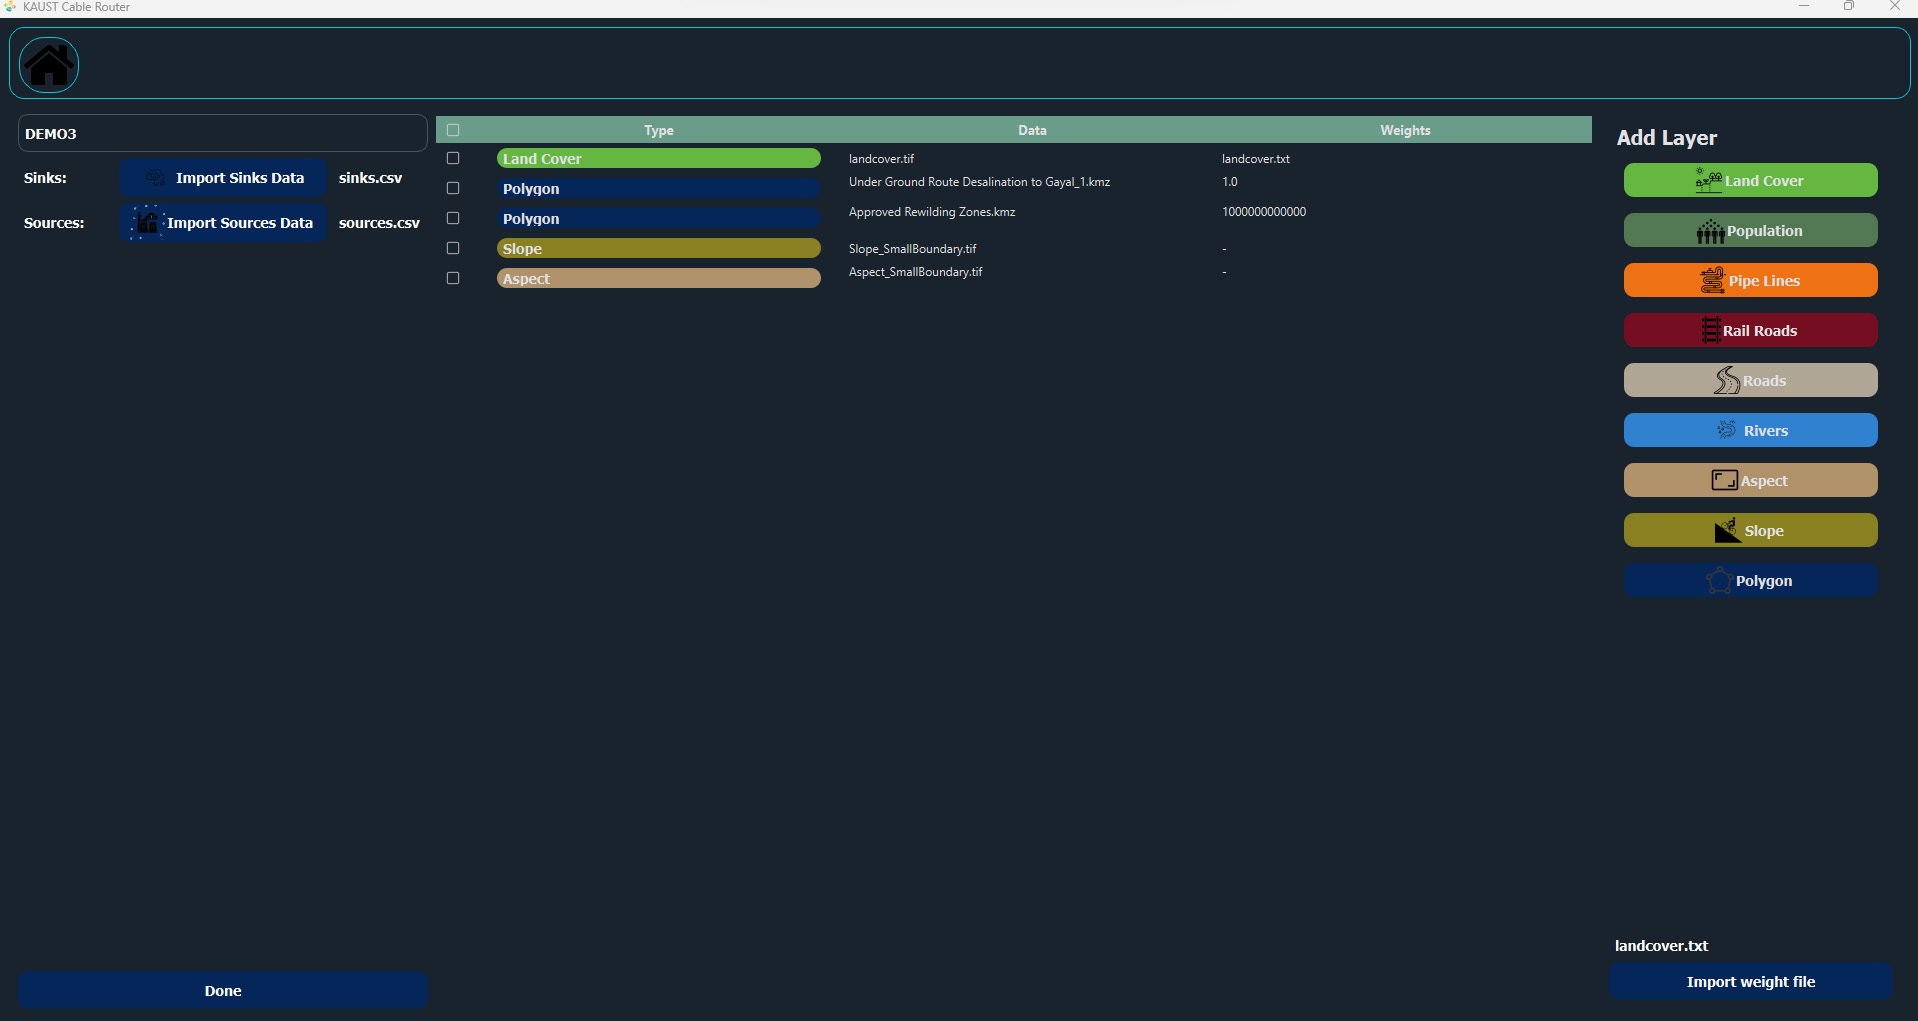 KAUST Cable Router
DEMO3
Sinks:
Import Sinks Data
sinks.csv
Sources:
Import Sources Data
sources.csv
Type Data Weights
Land Cover landcover.tif landcover.txt
Polygon Under Ground Route Desalination to Gayal_1.kmz 1.0
Polygon Approved Rewilding Zones.kmz 1000000000000
Slope Slope_SmallBoundary.tif -
Aspect Aspect_SmallBoundary.tif -
Add Layer
Land Cover
Population
Pipe Lines
Rail Roads
Roads
Rivers
Aspect
Slope
Polygon
landcover.txt
Import weight file
Done